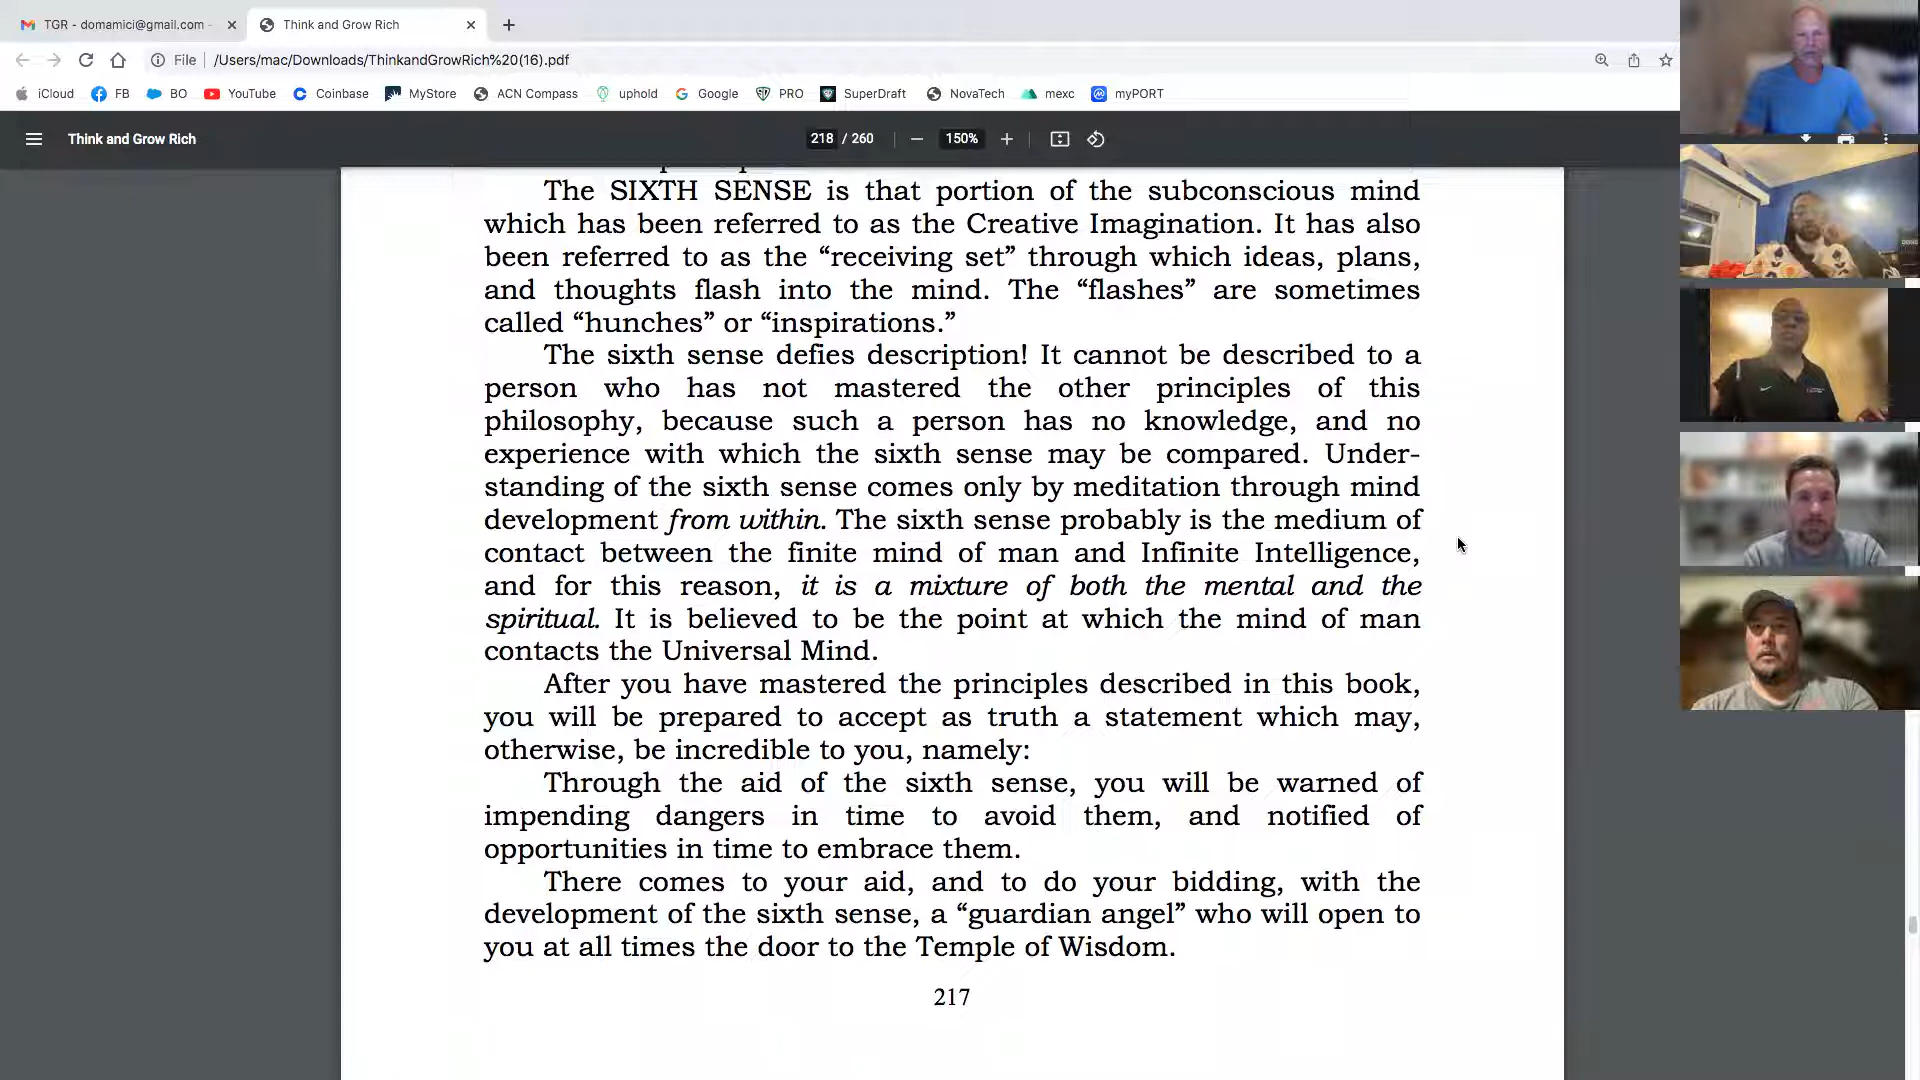 TGR - domamici@gmail.com -
Think and Grow Rich
File
/Users/mac/Downloads/ThinkandGrowRich%20(16).pdf
iCloud FB BO YouTube Coinbase MyStore ACN Compass uphold Google PRO SuperDraft NovaTech mexc myPORT
Think and Grow Rich
218 / 260
150%
The SIXTH SENSE is that portion of the subconscious mind
which has been referred to as the Creative Imagination. It has also
been referred to as the “receiving set” through which ideas, plans,
and thoughts flash into the mind. The “flashes” are sometimes
called “hunches” or “inspirations.”
The sixth sense defies description! It cannot be described to a
person who has not mastered the other principles of this
philosophy, because such a person has no knowledge, and no
experience with which the sixth sense may be compared. Under-
standing of the sixth sense comes only by meditation through mind
development from within. The sixth sense probably is the medium of
contact between the finite mind of man and Infinite Intelligence,
and for this reason, it is a mixture of both the mental and the
spiritual. It is believed to be the point at which the mind of man
contacts the Universal Mind.
After you have mastered the principles described in this book,
you will be prepared to accept as truth a statement which may,
otherwise, be incredible to you, namely:
Through the aid of the sixth sense, you will be warned of
impending dangers in time to avoid them, and notified of
opportunities in time to embrace them.
There comes to your aid, and to do your bidding, with the
development of the sixth sense, a “guardian angel” who will open to
you at all times the door to the Temple of Wisdom.
217